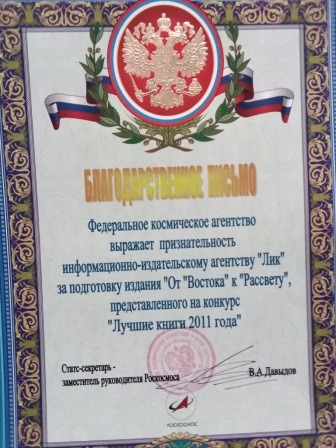 БЛАГОДАРСТВЕННОЕ ПИСЬМО
Федеральное космическое агентство
выражает признательность
информационно-издательскому агентству "Лик"
за подготовку издания "От "Востока" к "Рассвету",
представленного на конкурс
"Лучшие книги 2011 года"
Статс-секретарь -
заместитель руководителя Роскосмоса
В.А.Давыдов
РОСКОСМОС